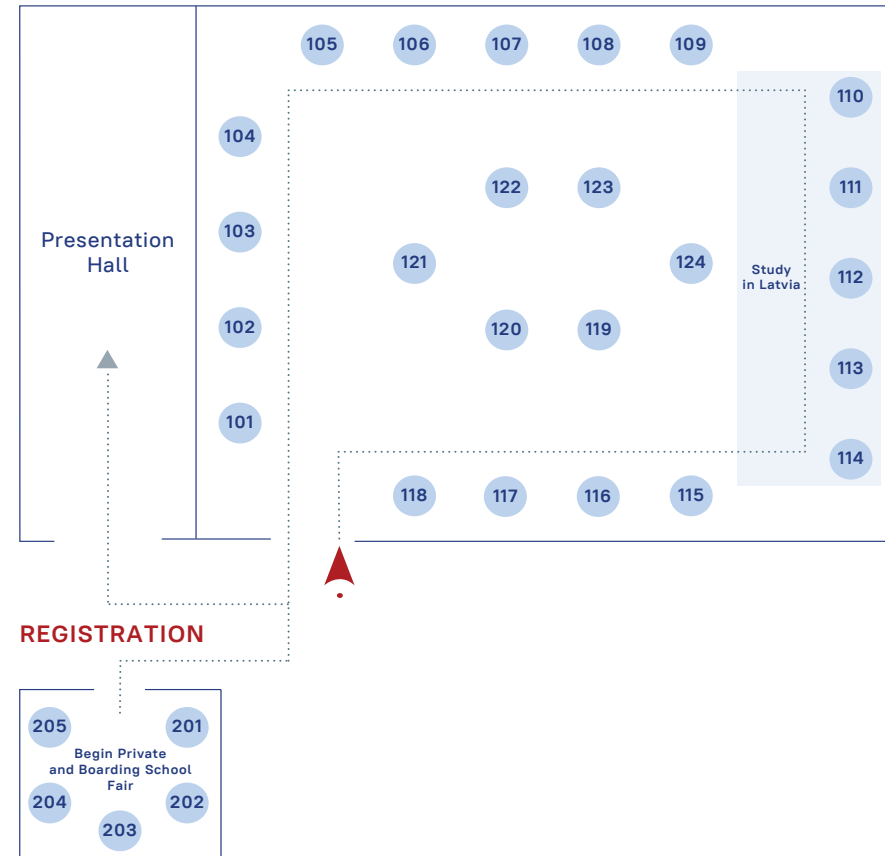 105 106 107 108 109
110
104
122 123
111
103
Presentation
Hall
121 124
Study
in Latvia
112
102
120 119
113
101
114
118 117 116 115
REGISTRATION
205 201
Begin Private
and Boarding School
Fair
204 202
203